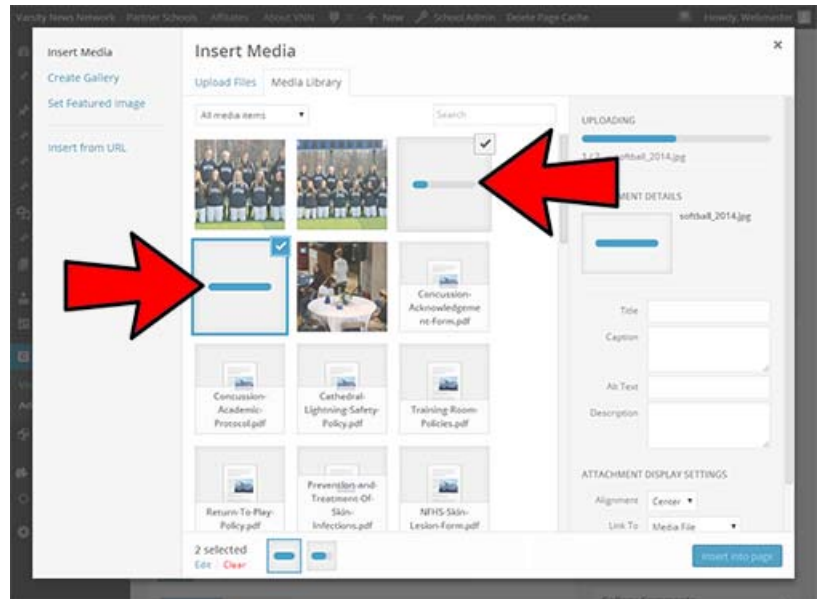 Varsity News Network Partner Schools Affiliates About VNN + New School Admin Delete Page Cache Howdy, Webmaster
Insert Media
Create Gallery
Set Featured Image
Insert from URL
Insert Media
×
Upload Files Media Library
All media items
Search
UPLOADING
softball_2014.jpg
DETAILS
softball_2014.jpg
Concussion-
Acknowledgeme
nt-Form.pdf
Title
Caption
Alt Text
Description
Concussion-
Academic-
Protocol.pdf
Cathedral-
Lightning-Safety-
Policy.pdf
Training-Room-
Policies.pdf
Return-To-Play-
Policy.pdf
Prevention-and-
Treatment-Of-
Skin-
Infections.pdf
NFHS-Skin-
Lesion-Form.pdf
ATTACHMENT DISPLAY SETTINGS
Alignment Center
Link To Media File
2 selected
Edit Clear
Insert into page